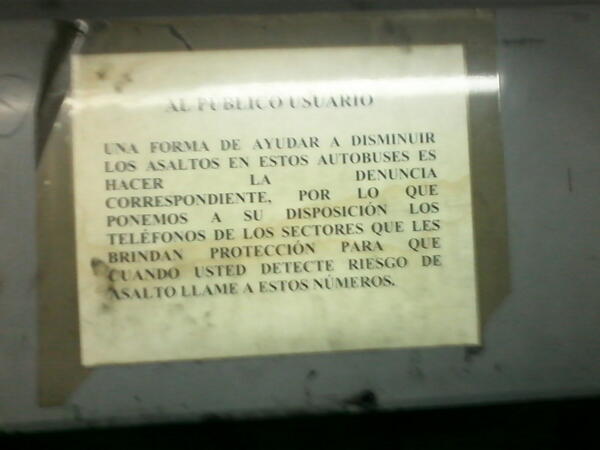 AL PUBLICO USUARIO
UNA FORMA DE AYUDAR A DISMINUIR
LOS ASALTOS EN ESTOS AUTOBUSES ES
HACER LA DENUNCIA
CORRESPONDIENTE, POR LO QUE
PONEMOS A SU DISPOSICIÓN LOS
TELÉFONOS DE LOS SECTORES QUE LES
BRINDAN PROTECCIÓN PARA QUE
CUANDO USTED DETECTE RIESGO DE
ASALTO LLAME A ESTOS NÚMEROS.